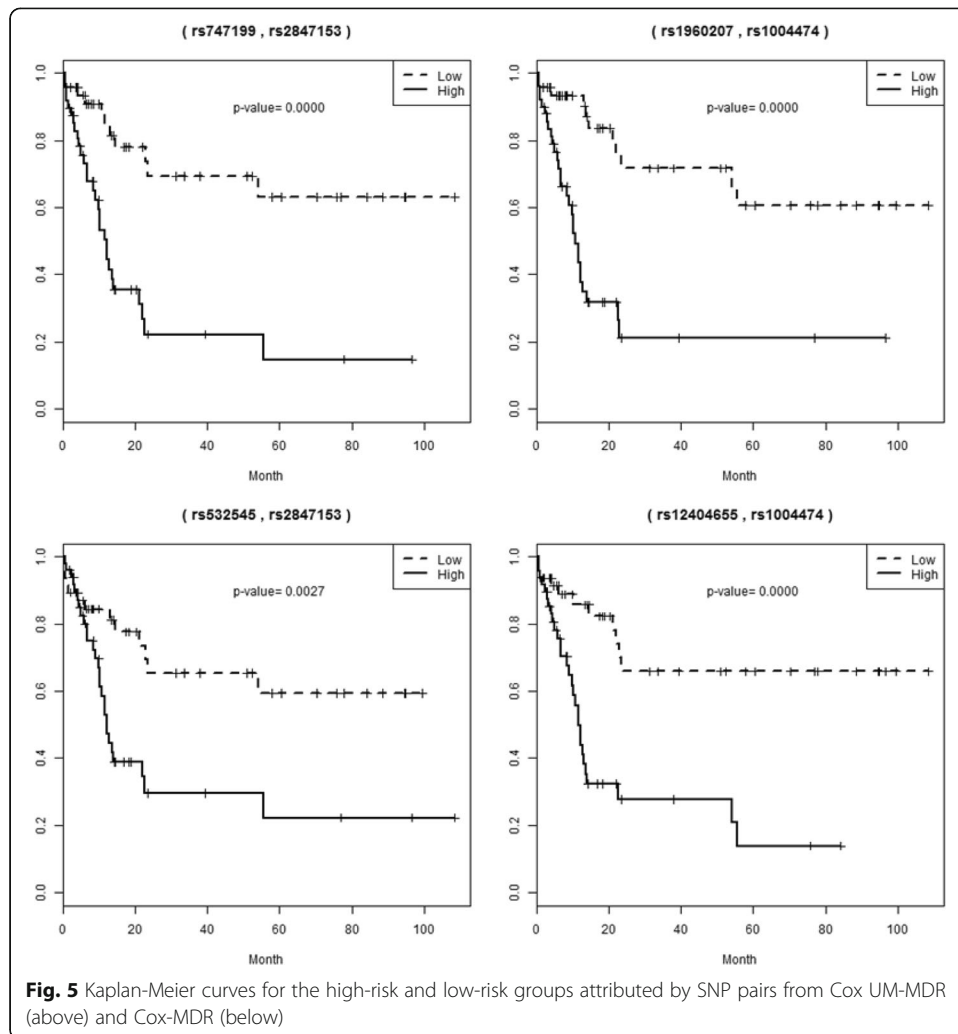 ( rs747199 , rs2847153 )
1.0
0.8
0.6
0.4
0.2
0.0
Low
High
p-value= 0.0000
0 20 40 60 80 100
Month
( rs1960207 , rs1004474 )
1.0
0.8
0.6
0.4
0.2
0.0
Low
High
p-value= 0.0000
0 20 40 60 80 100
Month
( rs532545 , rs2847153 )
1.0
0.8
0.6
0.4
0.2
0.0
Low
High
p-value= 0.0027
0 20 40 60 80 100
Month
( rs12404655 , rs1004474 )
1.0
0.8
0.6
0.4
0.2
0.0
Low
High
p-value= 0.0000
0 20 40 60 80 100
Month
Fig. 5 Kaplan-Meier curves for the high-risk and low-risk groups attributed by SNP pairs from Cox UM-MDR
(above) and Cox-MDR (below)